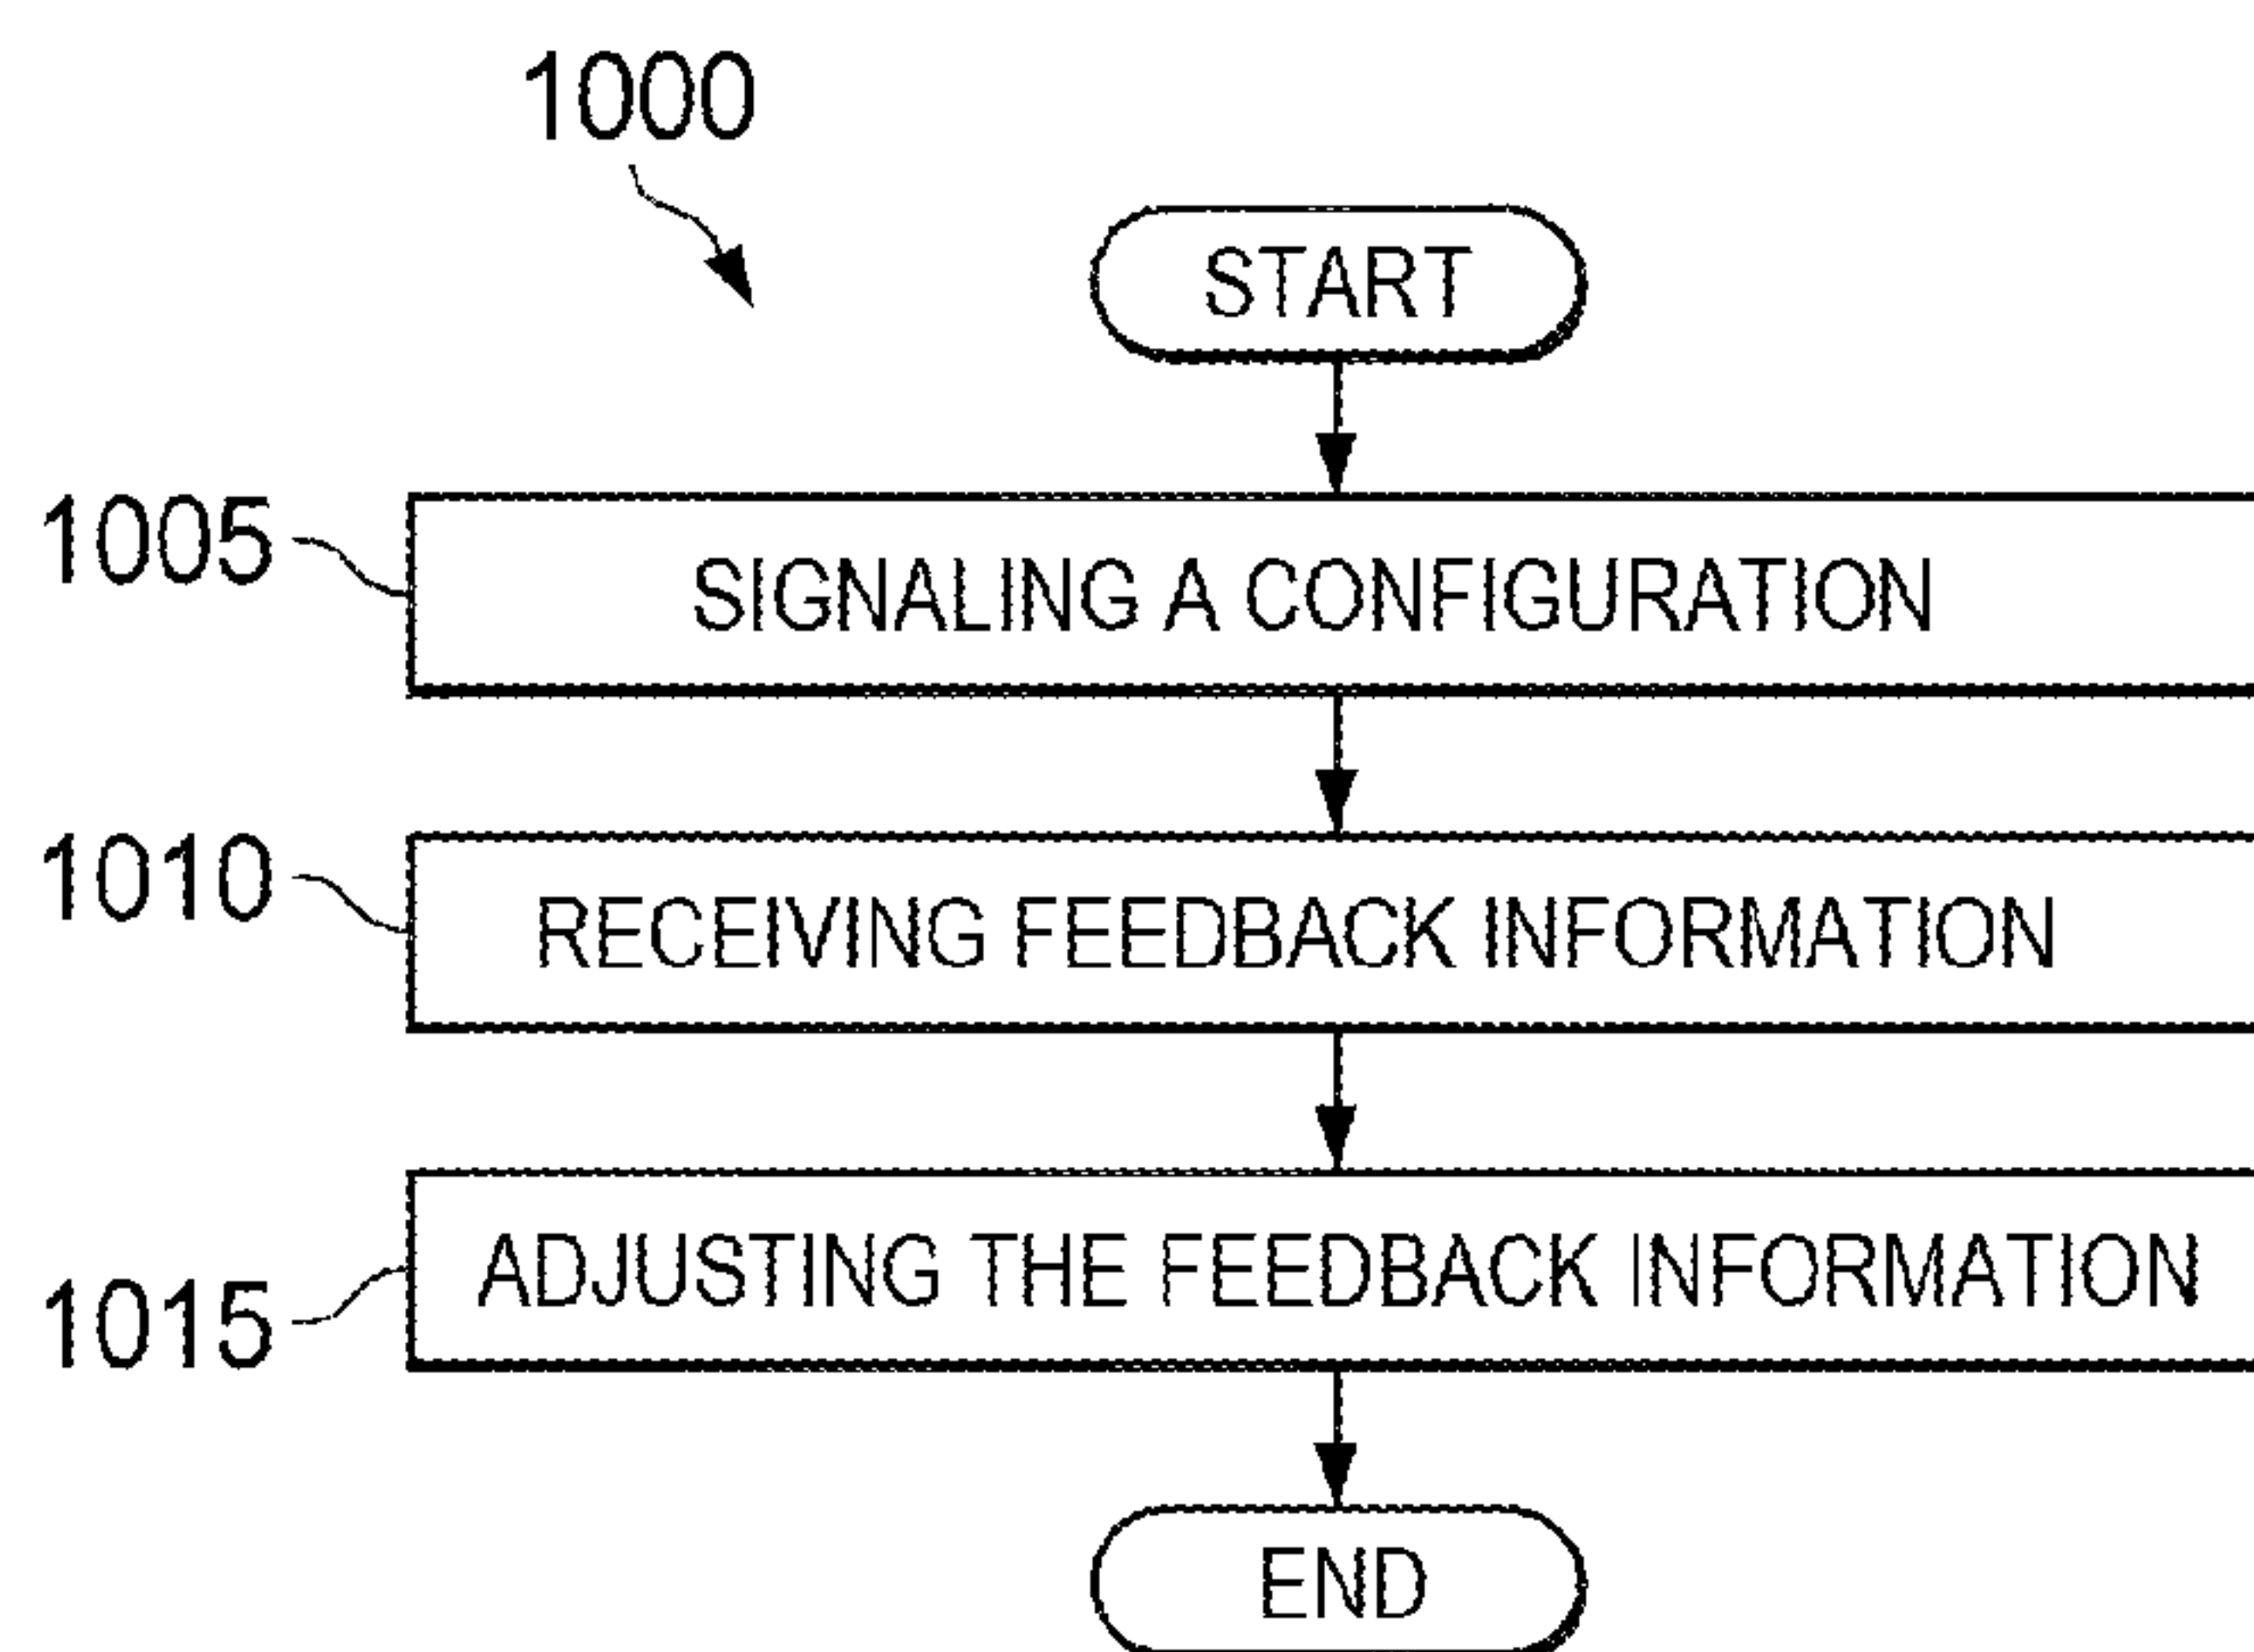 1000
START
1005
SIGNALING A CONFIGURATION
1010
RECEIVING FEEDBACK INFORMATION
ADJUSTING THE FEEDBACK INFORMATION
1015
END